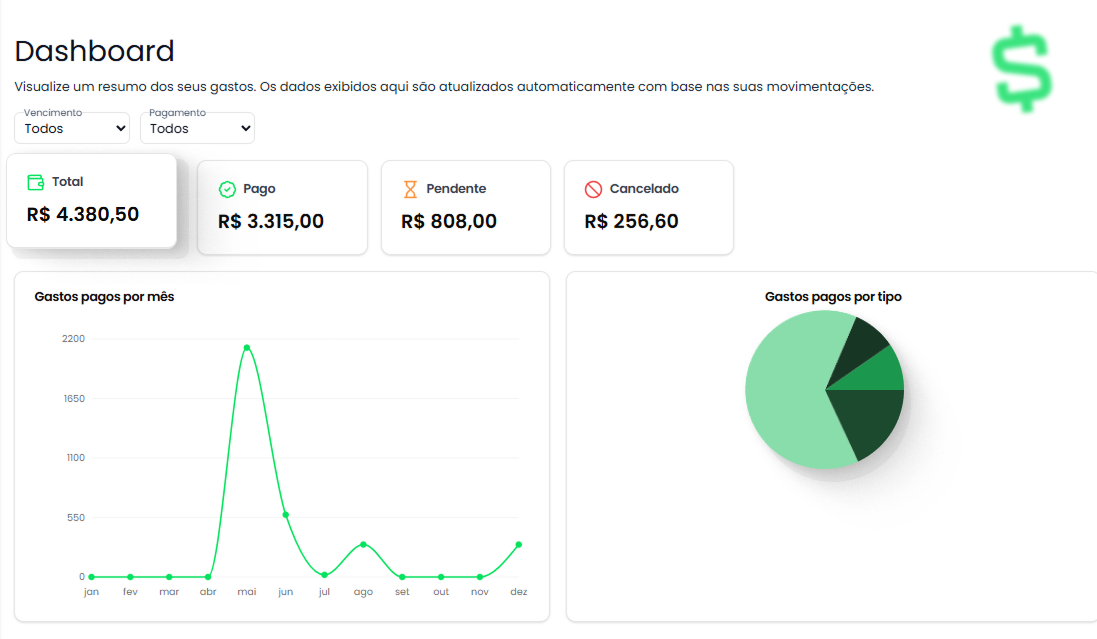 Dashboard
Visualize um resumo dos seus gastos. Os dados exibidos aqui são atualizados automaticamente com base nas suas movimentações.
Vencimento
Todos
Pagamento
Todos
Total
R$ 4.380,50
Pago
R$ 3.315,00
Pendente
R$ 808,00
Cancelado
R$ 256,60
Gastos pagos por mês
2200
1650
1100
550
0
jan fev mar abr mai jun jul ago set out nov dez
Gastos pagos por tipo